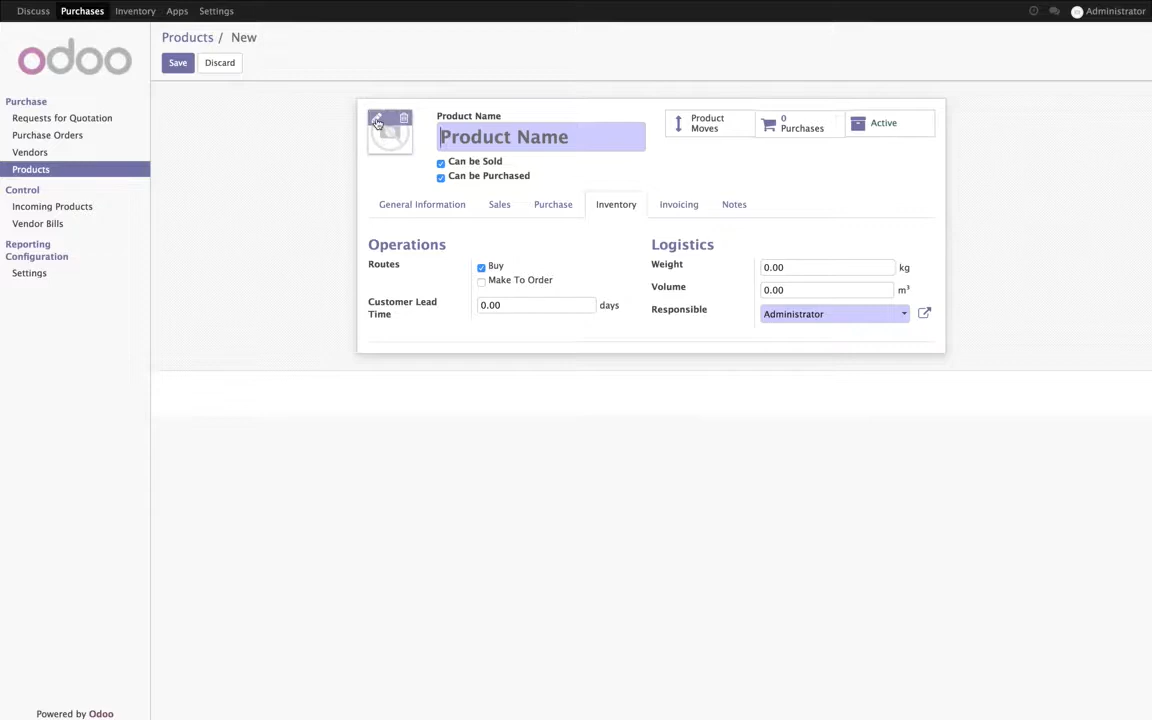 Discuss Purchases Inventory Apps Settings Administrator
odoo
Products / New
Save Discard
Purchase
Requests for Quotation
Purchase Orders
Vendors
Products
Control
Incoming Products
Vendor Bills
Reporting
Configuration
Settings
Product Name
Product Name
Can be Sold
Can be Purchased
Product
Moves
0
Purchases
Active
General Information Sales Purchase Inventory Invoicing Notes
Operations
Routes
Buy
Make To Order
Customer Lead
Time
0.00 days
Logistics
Weight 0.00 kg
Volume 0.00 m³
Responsible Administrator
Powered by Odoo